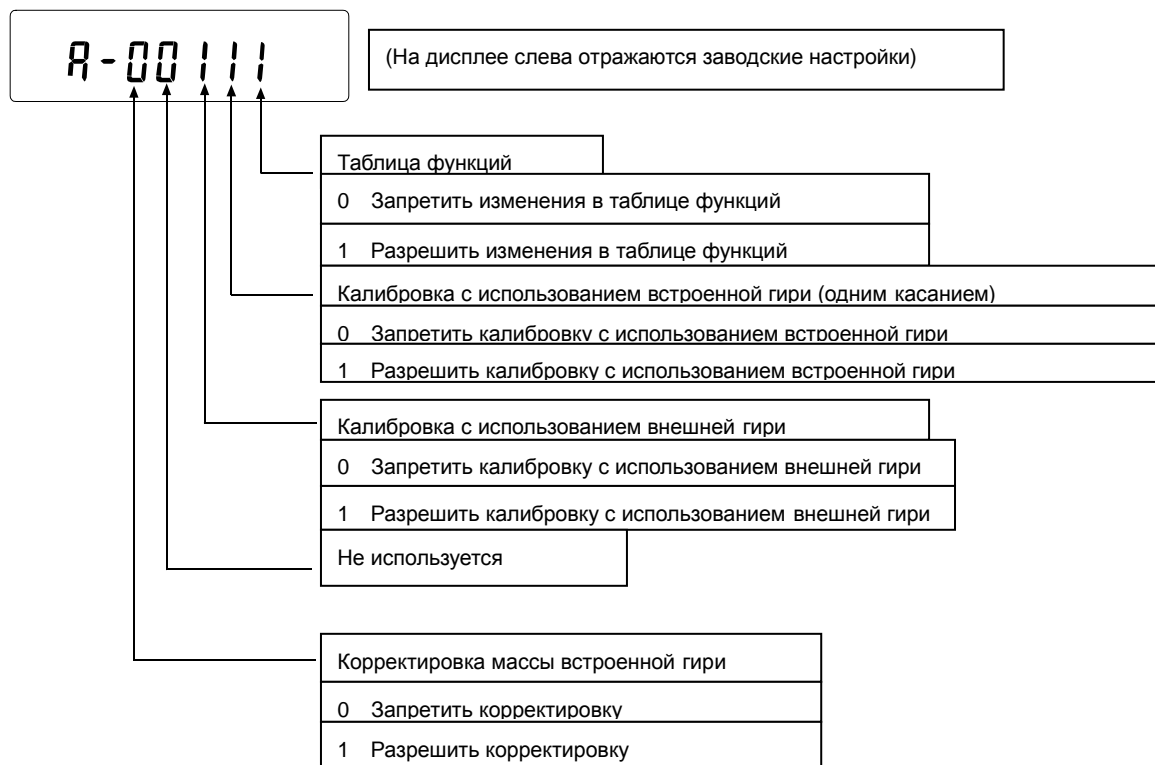 A-00111
(На дисплее слева отражаются заводские настройки)
Таблица функций
0 Запретить изменения в таблице функций
1 Разрешить изменения в таблице функций
Калибровка с использованием встроенной гири (одним касанием)
0 Запретить калибровку с использованием встроенной гири
1 Разрешить калибровку с использованием встроенной гири
Калибровка с использованием внешней гири
0 Запретить калибровку с использованием внешней гири
1 Разрешить калибровку с использованием внешней гири
Не используется
Корректировка массы встроенной гири
0 Запретить корректировку
1 Разрешить корректировку